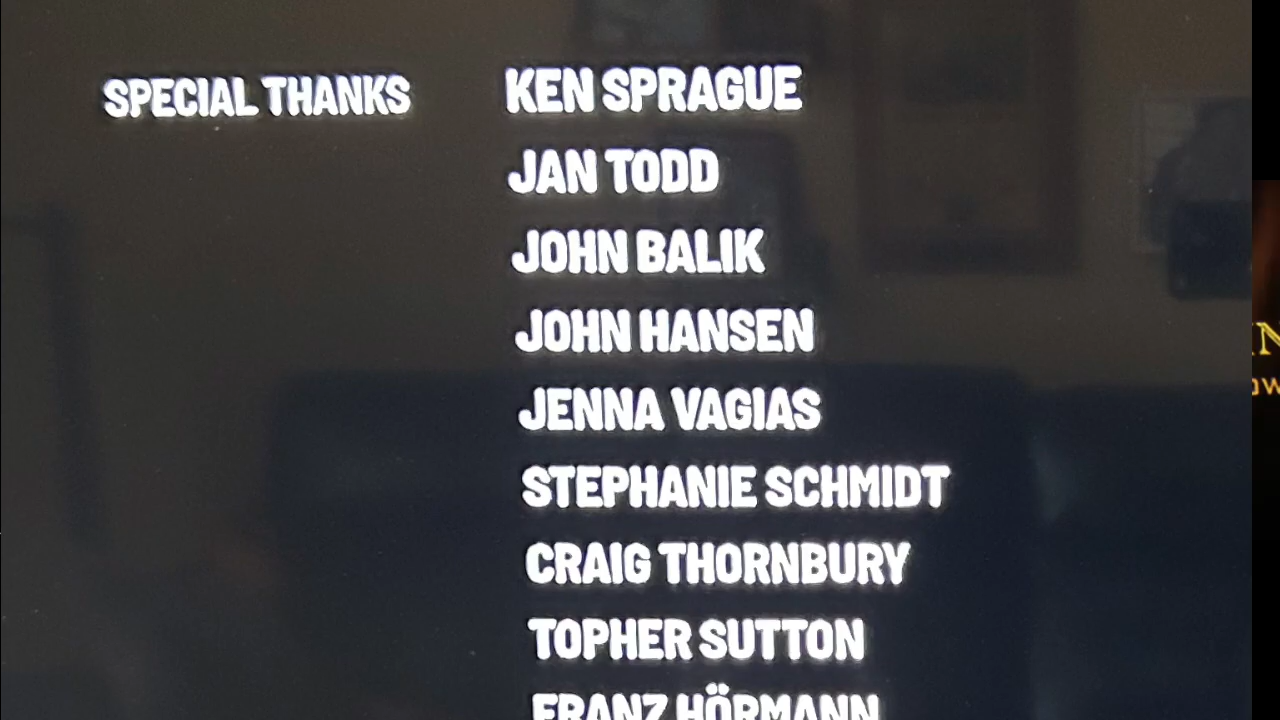 SPECIAL THANKS KEN SPRAGUE
JAN TODD
JOHN BALIK
JOHN HANSEN
JENNA VAGIAS
STEPHANIE SCHMIDT
CRAIG THORNBURY
TOPHER SUTTON
FRANZ HÖRMANN